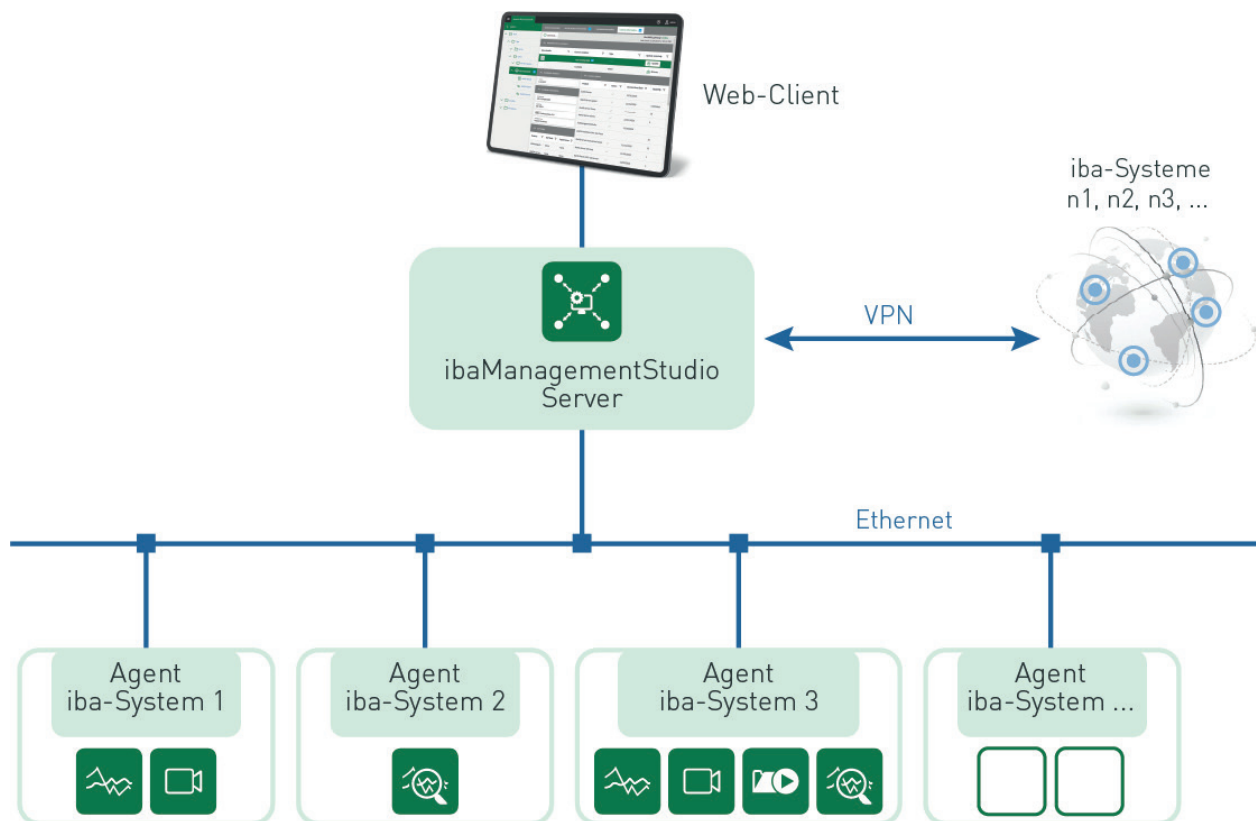 Web-Client
iba-Systeme
n1, n2, n3, ...
VPN
ibaManagementStudio
Server
Ethernet
Agent
iba-System 1
Agent
iba-System 2
Agent
iba-System 3
Agent
iba-System ...